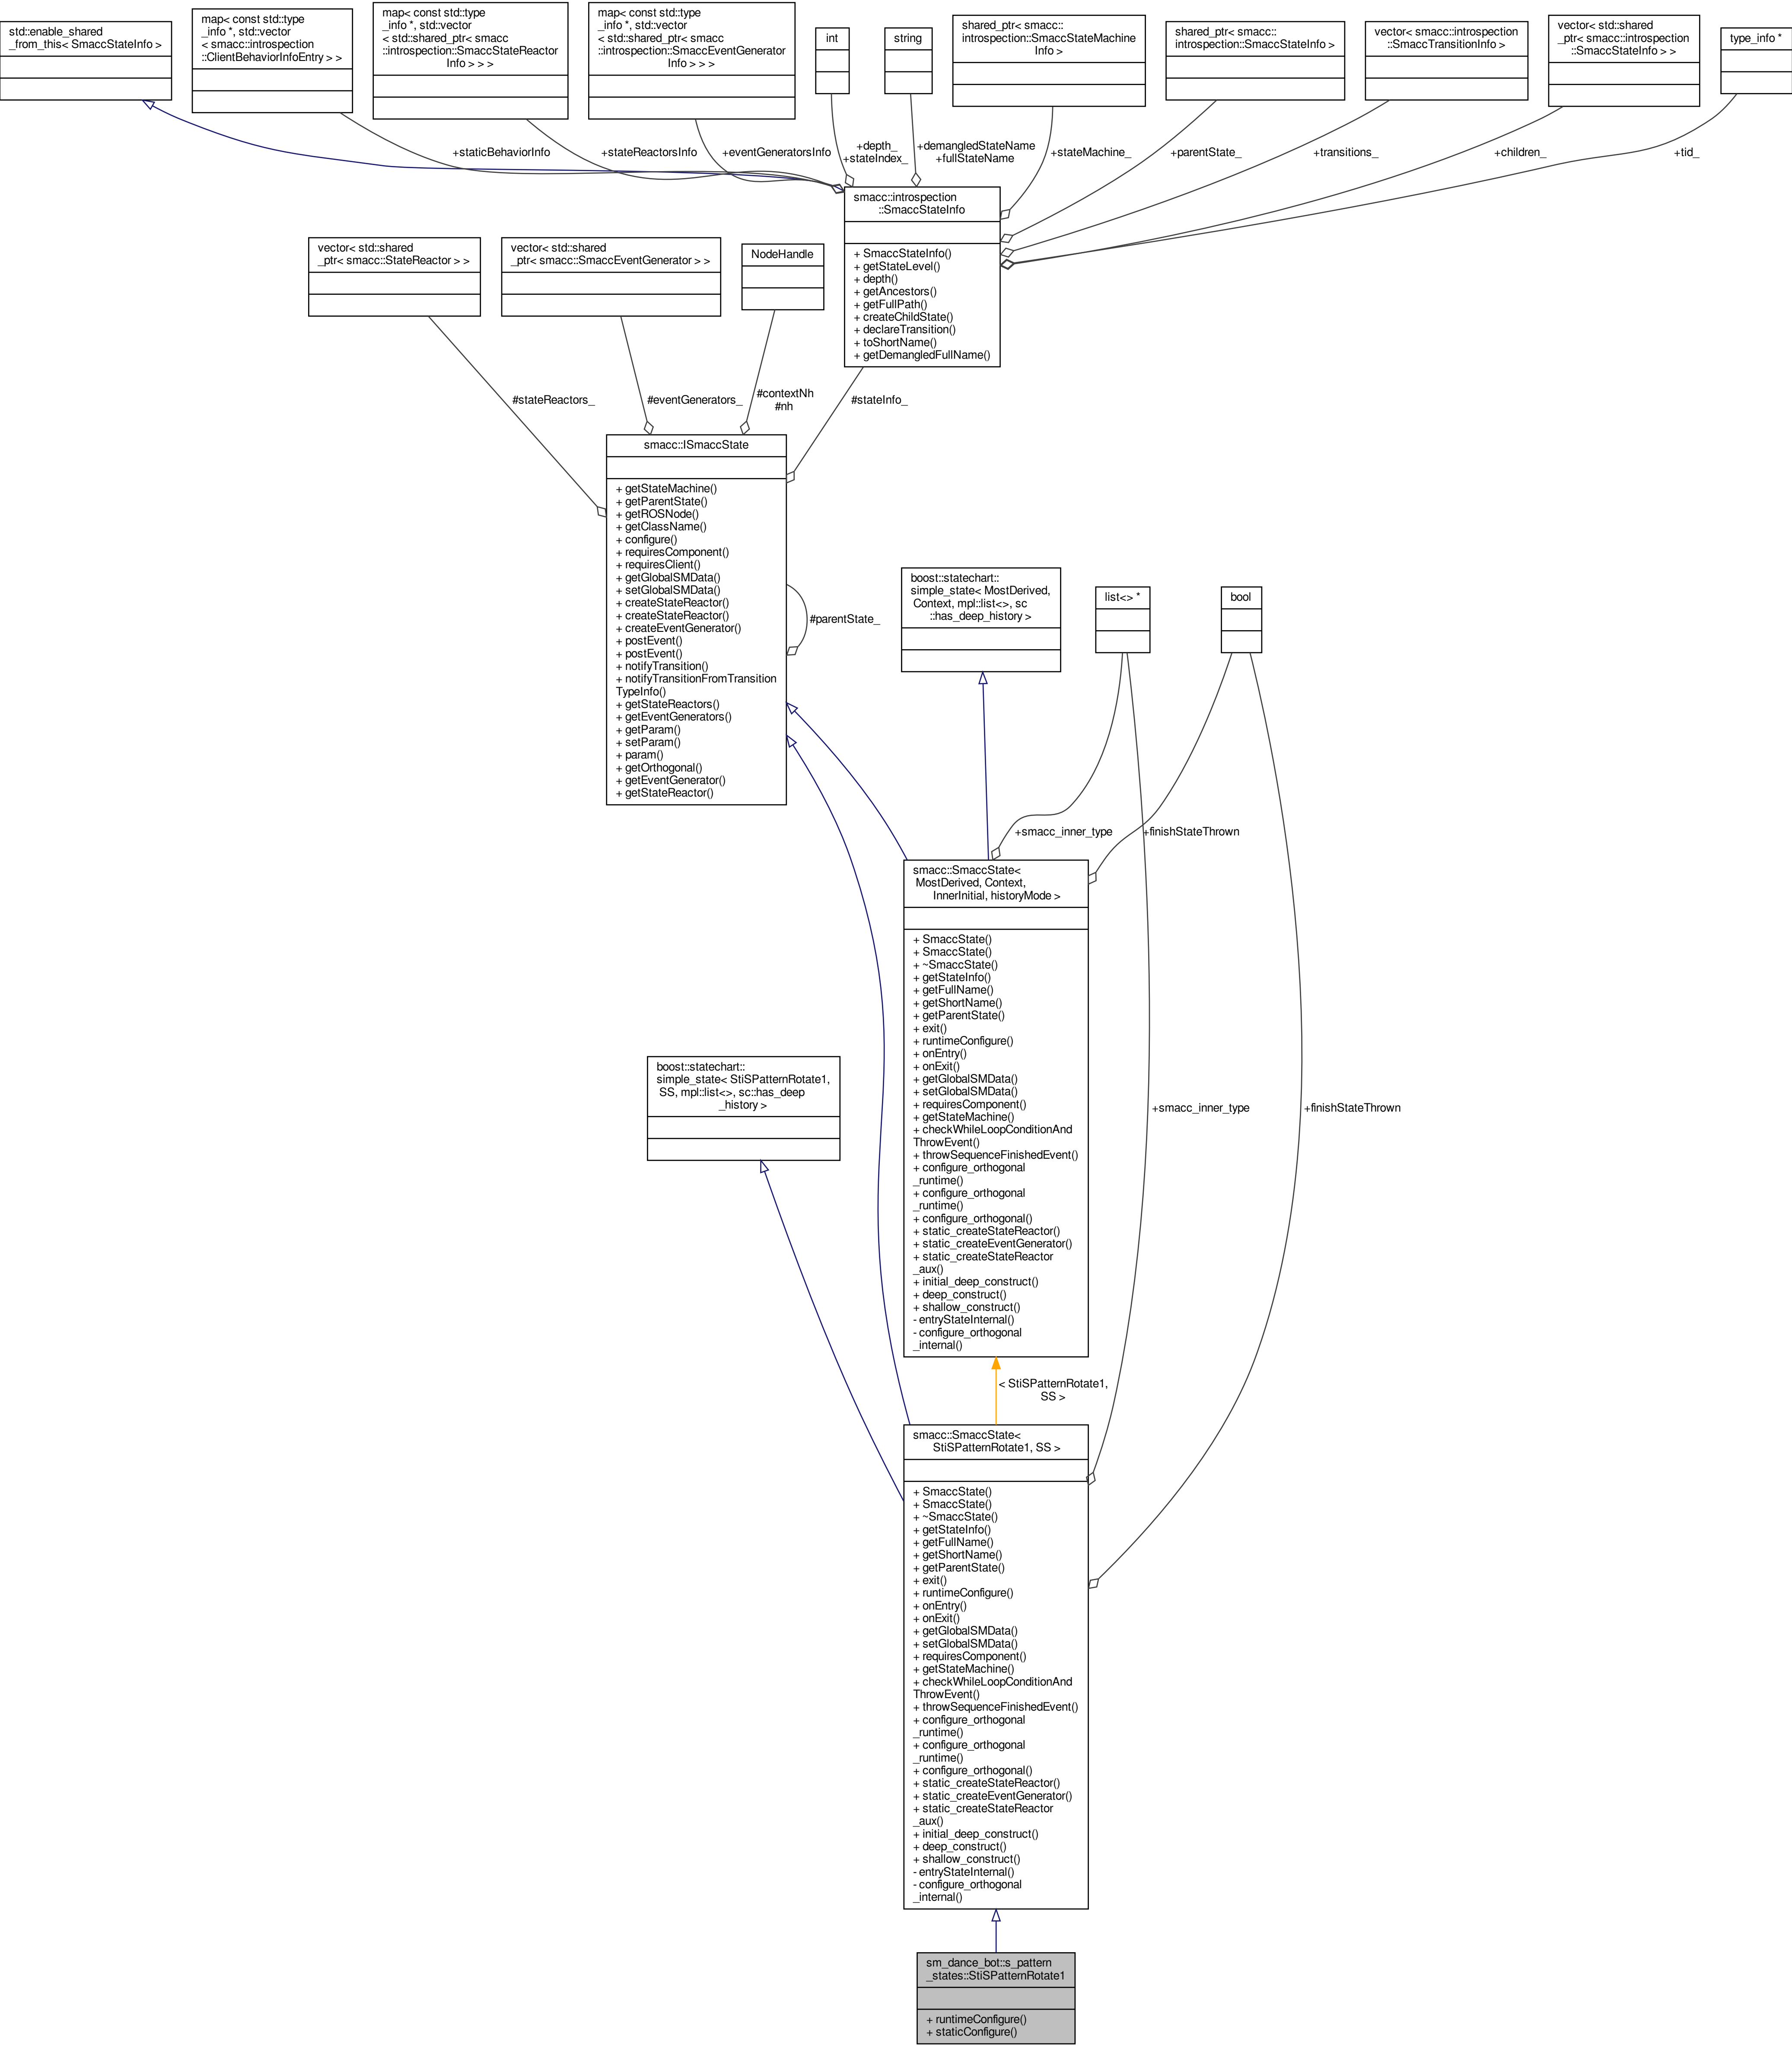 std::enable_shared
_from_this< SmaccStateInfo >
map< const std::type
_info *, std::vector
< smacc::introspection
::ClientBehaviorInfoEntry > >
map< const std::type
_info *, std::vector
< std::shared_ptr< smacc
::introspection::SmaccStateReactor
Info > > >
map< const std::type
_info *, std::vector
< std::shared_ptr< smacc
::introspection::SmaccEventGenerator
Info > > >
int
string
shared_ptr< smacc::
introspection::SmaccStateMachine
Info >
shared_ptr< smacc::
introspection::SmaccStateInfo >
vector< smacc::introspection
::SmaccTransitionInfo >
vector< std::shared
_ptr< smacc::introspection
::SmaccStateInfo > >
type_info *
+staticBehaviorInfo
+stateReactorsInfo
+eventGeneratorsInfo
+depth_
+stateIndex_
+demangledStateName
+fullStateName
+stateMachine_
+parentState_
+transitions_
+children_
+tid_
smacc::introspection
::SmaccStateInfo
+ SmaccStateInfo()
+ getStateLevel()
+ depth()
+ getAncestors()
+ getFullPath()
+ createChildState()
+ declareTransition()
+ toShortName()
+ getDemangledFullName()
vector< std::shared
_ptr< smacc::StateReactor > >
vector< std::shared
_ptr< smacc::SmaccEventGenerator > >
NodeHandle
#stateReactors_
#eventGenerators_
#contextNh
#nh
#stateInfo_
smacc::ISmaccState
+ getStateMachine()
+ getParentState()
+ getROSNode()
+ getClassName()
+ configure()
+ requiresComponent()
+ requiresClient()
+ getGlobalSMData()
+ setGlobalSMData()
+ createStateReactor()
+ createStateReactor()
+ createEventGenerator()
+ postEvent()
+ postEvent()
+ notifyTransition()
+ notifyTransitionFromTransition
TypeInfo()
+ getStateReactors()
+ getEventGenerators()
+ getParam()
+ setParam()
+ param()
+ getOrthogonal()
+ getEventGenerator()
+ getStateReactor()
#parentState_
boost::statechart::
simple_state< MostDerived,
Context, mpl::list<>, sc
::has_deep_history >
list<> *
bool
+smacc_inner_type
+finishStateThrown
smacc::SmaccState<
MostDerived, Context,
InnerInitial, historyMode >
+ SmaccState()
+ SmaccState()
+ ~SmaccState()
+ getStateInfo()
+ getFullName()
+ getShortName()
+ getParentState()
+ exit()
+ runtimeConfigure()
+ onEntry()
+ onExit()
+ getGlobalSMData()
+ setGlobalSMData()
+ requiresComponent()
+ getStateMachine()
+ checkWhileLoopConditionAnd
ThrowEvent()
+ throwSequenceFinishedEvent()
+ configure_orthogonal
_runtime()
+ configure_orthogonal
_runtime()
+ configure_orthogonal()
+ static_createStateReactor()
+ static_createEventGenerator()
+ static_createStateReactor
_aux()
+ initial_deep_construct()
+ deep_construct()
+ shallow_construct()
- entryStateInternal()
- configure_orthogonal
_internal()
boost::statechart::
simple_state< StiSPatternRotate1,
SS, mpl::list<>, sc::has_deep
_history >
+smacc_inner_type
+finishStateThrown
< StiSPatternRotate1,
SS >
smacc::SmaccState<
StiSPatternRotate1, SS >
+ SmaccState()
+ SmaccState()
+ ~SmaccState()
+ getStateInfo()
+ getFullName()
+ getShortName()
+ getParentState()
+ exit()
+ runtimeConfigure()
+ onEntry()
+ onExit()
+ getGlobalSMData()
+ setGlobalSMData()
+ requiresComponent()
+ getStateMachine()
+ checkWhileLoopConditionAnd
ThrowEvent()
+ throwSequenceFinishedEvent()
+ configure_orthogonal
_runtime()
+ configure_orthogonal
_runtime()
+ configure_orthogonal()
+ static_createStateReactor()
+ static_createEventGenerator()
+ static_createStateReactor
_aux()
+ initial_deep_construct()
+ deep_construct()
+ shallow_construct()
- entryStateInternal()
- configure_orthogonal
_internal()
sm_dance_bot::s_pattern
_states::StiSPatternRotate1
+ runtimeConfigure()
+ staticConfigure()